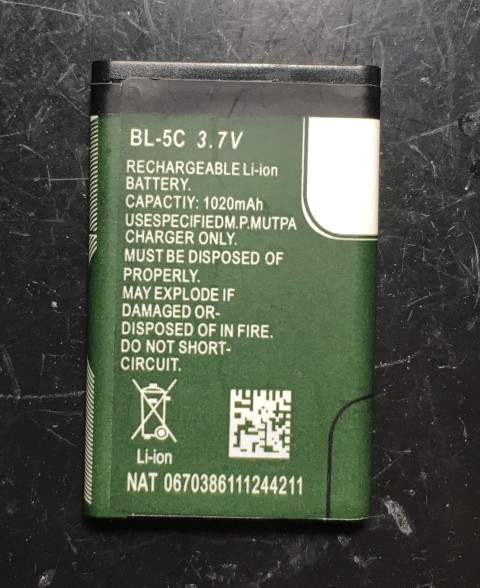 BL-5C 3.7V
RECHARGEABLE Li-ion
BATTERY.
CAPACTIY: 1020mAh
USESPECIFIEDM.P.MUTPA
CHARGER ONLY.
MUST BE DISPOSED OF
PROPERLY.
MAY EXPLODE IF
DAMAGED OR-
DISPOSED OF IN FIRE.
DO NOT SHORT-
CIRCUIT.
Li-ion
NAT 0670386111244211